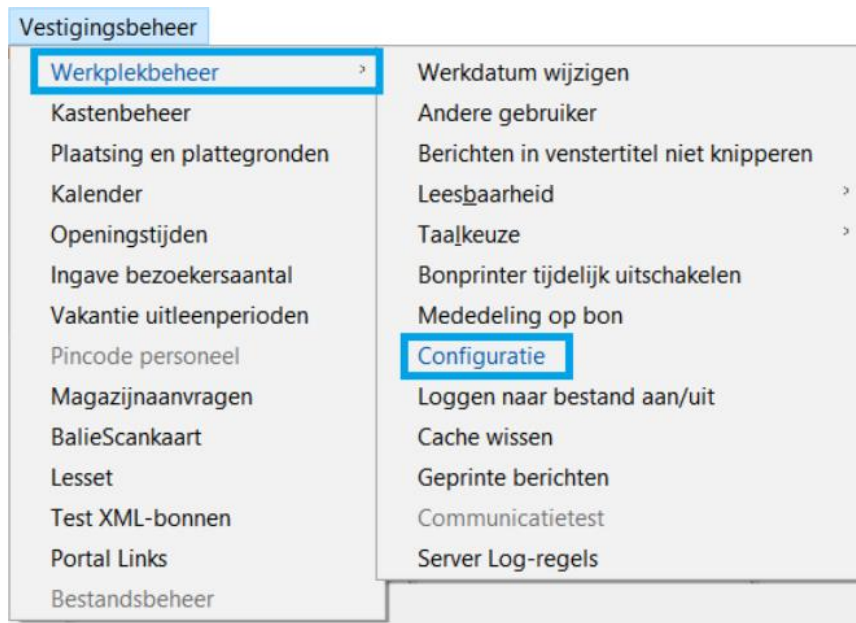 Vestigingsbeheer
Werkplekbeheer
Kastenbeheer
Plaatsing en plattegronden
Kalender
Openingstijden
Ingave bezoekersaantal
Vakantie uitleenperioden
Pincode personeel
Magazijnaanvragen
BalieScankaart
Lesset
Test XML-bonnen
Portal Links
Bestandsbeheer
Werkdatum wijzigen
Andere gebruiker
Berichten in venstertitel niet knipperen
Leesbaarheid
Taalkeuze
Bonprinter tijdelijk uitschakelen
Mededeling op bon
Configuratie
Loggen naar bestand aan/uit
Cache wissen
Geprinte berichten
Communicatietest
Server Log-regels